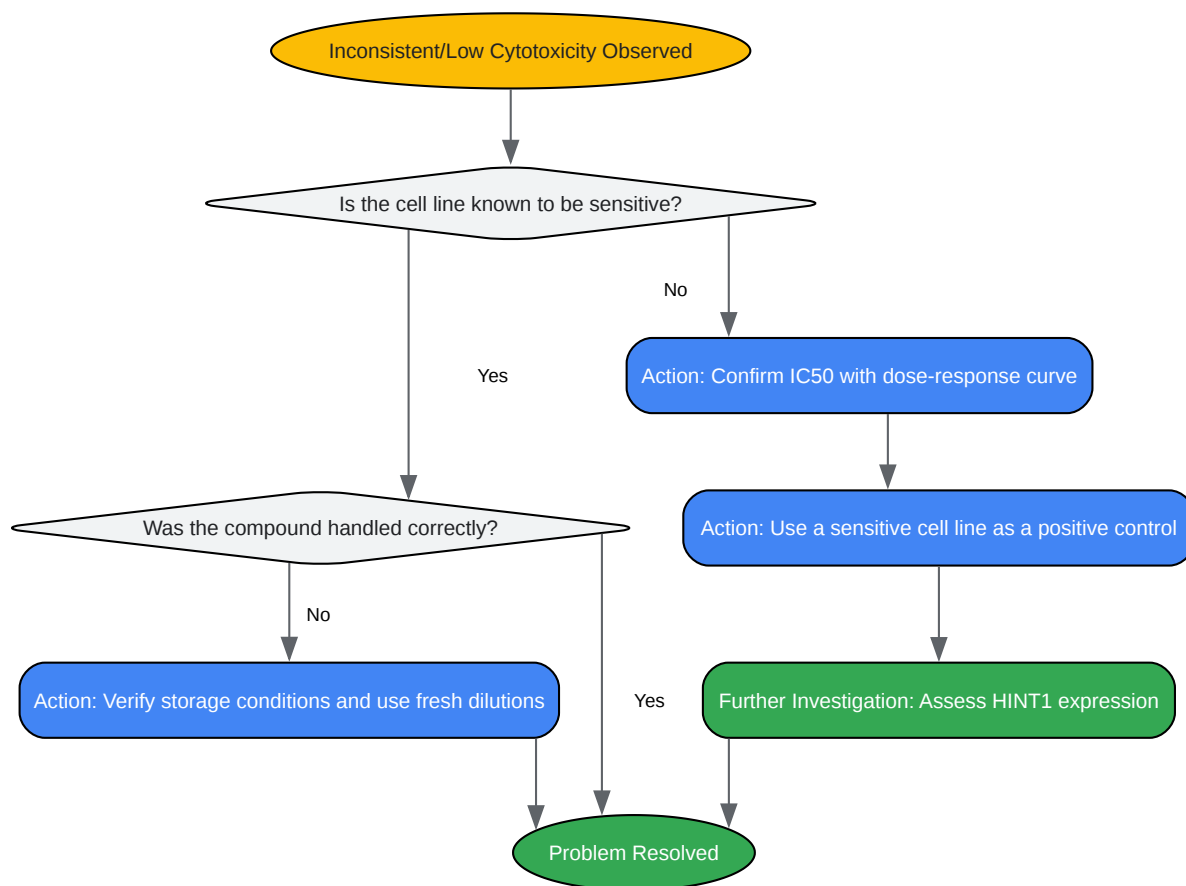 Inconsistent/Low Cytotoxicity Observed
Is the cell line known to be sensitive?
No
Action: Confirm IC50 with dose-response curve
Yes
Action: Use a sensitive cell line as a positive control
Was the compound handled correctly?
No
Action: Verify storage conditions and use fresh dilutions
Yes
Further Investigation: Assess HINT1 expression
Problem Resolved